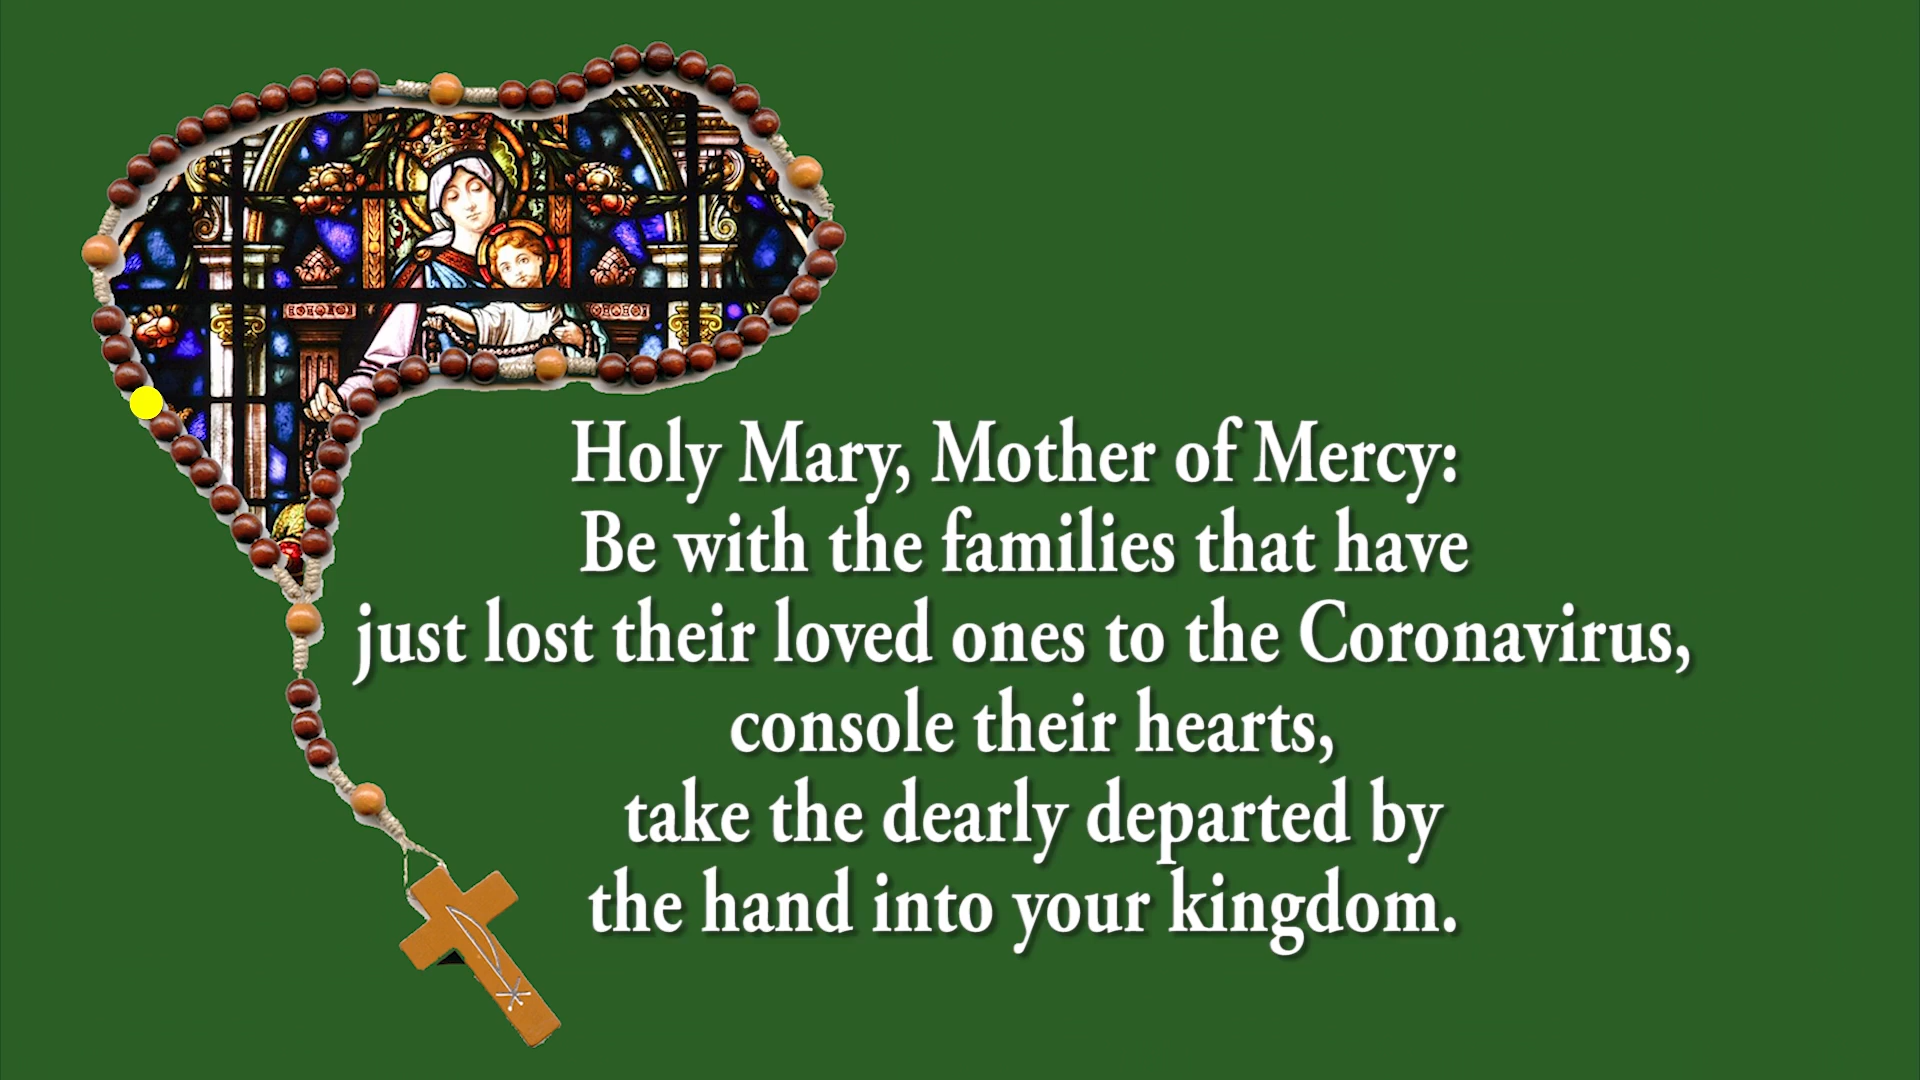 Holy Mary, Mother of Mercy:
Be with the families that have
just lost their loved ones to the Coronavirus,
console their hearts,
take the dearly departed by
the hand into your kingdom.